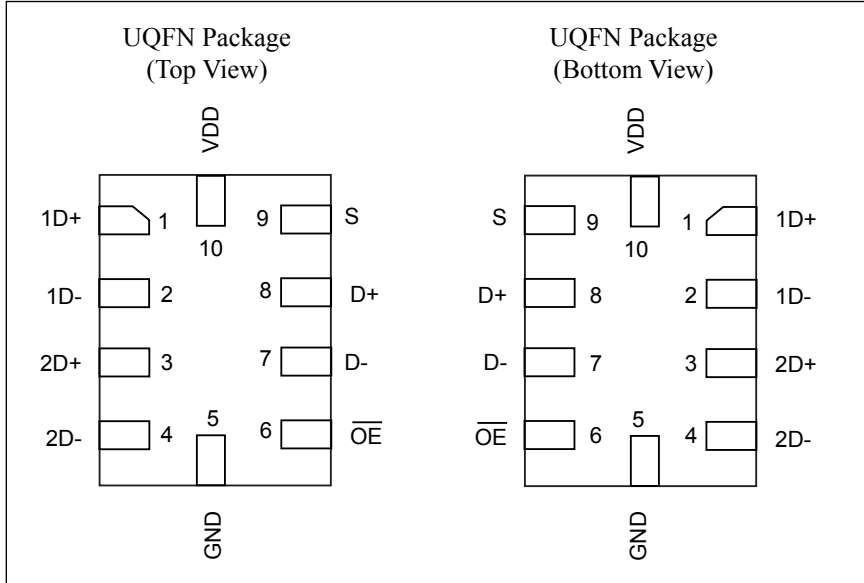 UQFN Package
(Top View)
VDD
1D+ 1 9 S
10
1D- 2 8 D+
2D+ 3 7 D-
5
2D- 4 6 O̅E̅
GND
UQFN Package
(Bottom View)
VDD
S 9 1 1D+
10
D+ 8 2 1D-
D- 7 3 2D+
5
O̅E̅ 6 4 2D-
GND